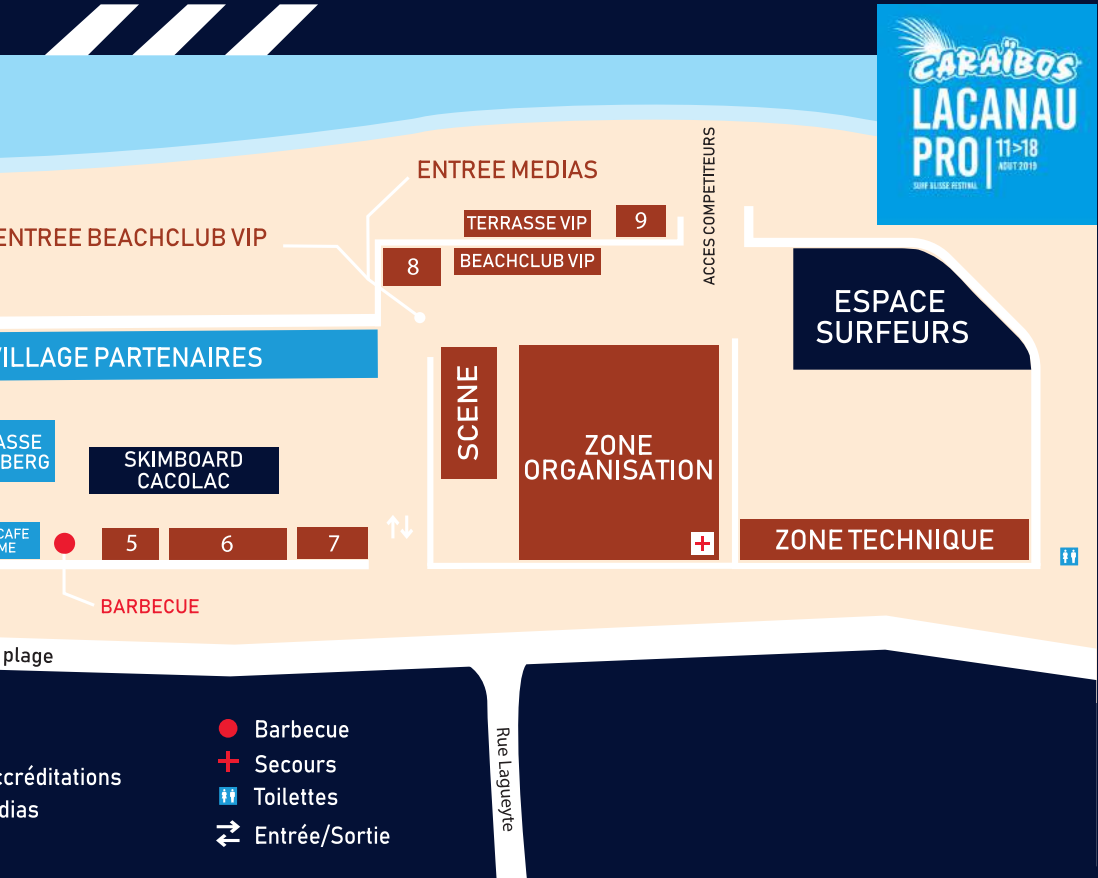 CARAÏBOS
LACANAU
PRO
11>18
AOUT 2019
SURF GLISSE FESTIVAL
ACCES COMPETITEURS
ENTREE MEDIAS
TERRASSE VIP
9
ENTREE BEACHCLUB VIP
8
BEACHCLUB VIP
ESPACE
SURFEURS
VILLAGE PARTENAIRES
SCENE
ZONE
ORGANISATION
ASSE
BERG
SKIMBOARD
CACOLAC
CAFE
ME
5
6
7
ZONE TECHNIQUE
BARBECUE
plage
Rue Lagueyte
Barbecue
Secours
ccréditations
Toilettes
dias
Entrée/Sortie